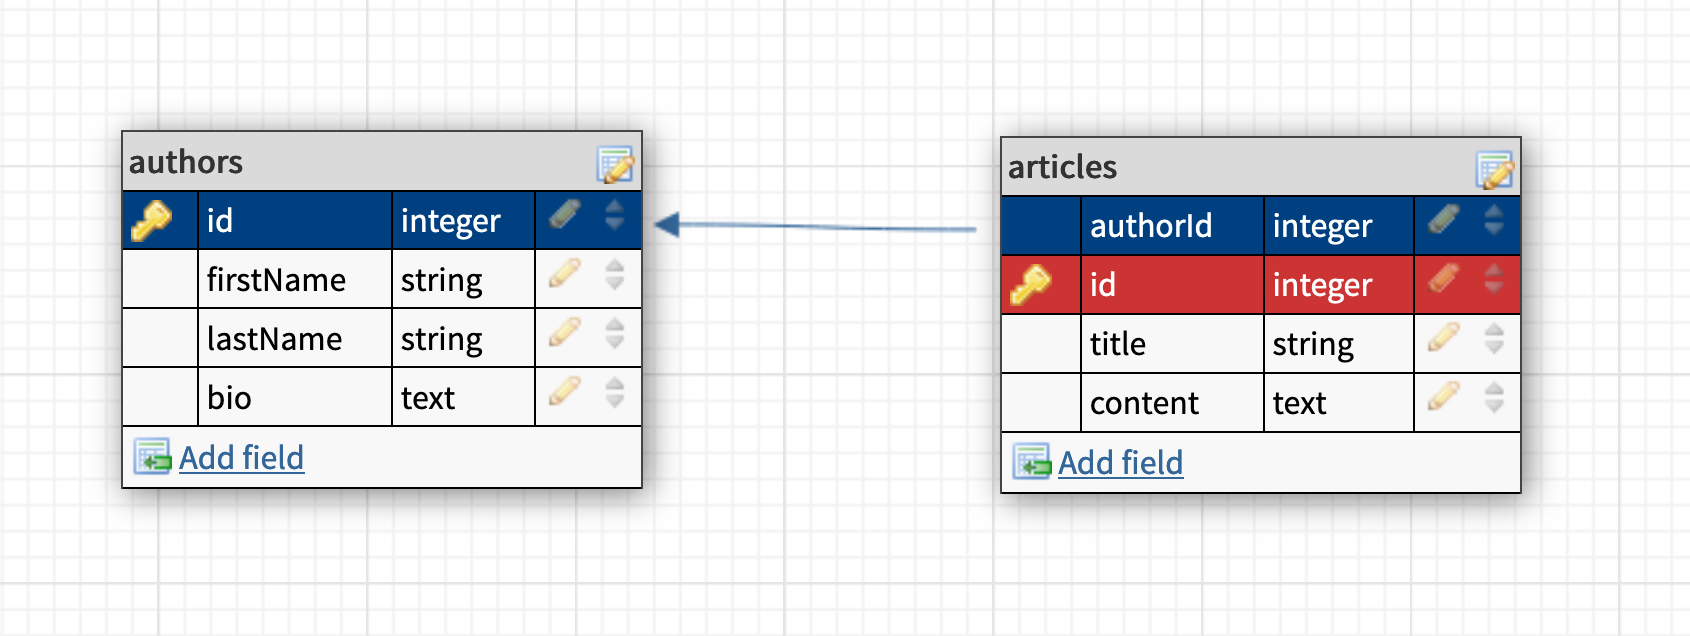 authors
id integer
firstName string
lastName string
bio text
Add field
articles
authorId integer
id integer
title string
content text
Add field